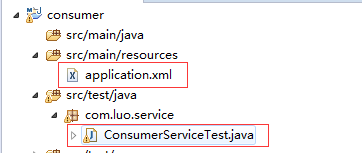 consumer
src/main/java
src/main/resources
application.xml
src/test/java
com.luo.service
ConsumerServiceTest.java